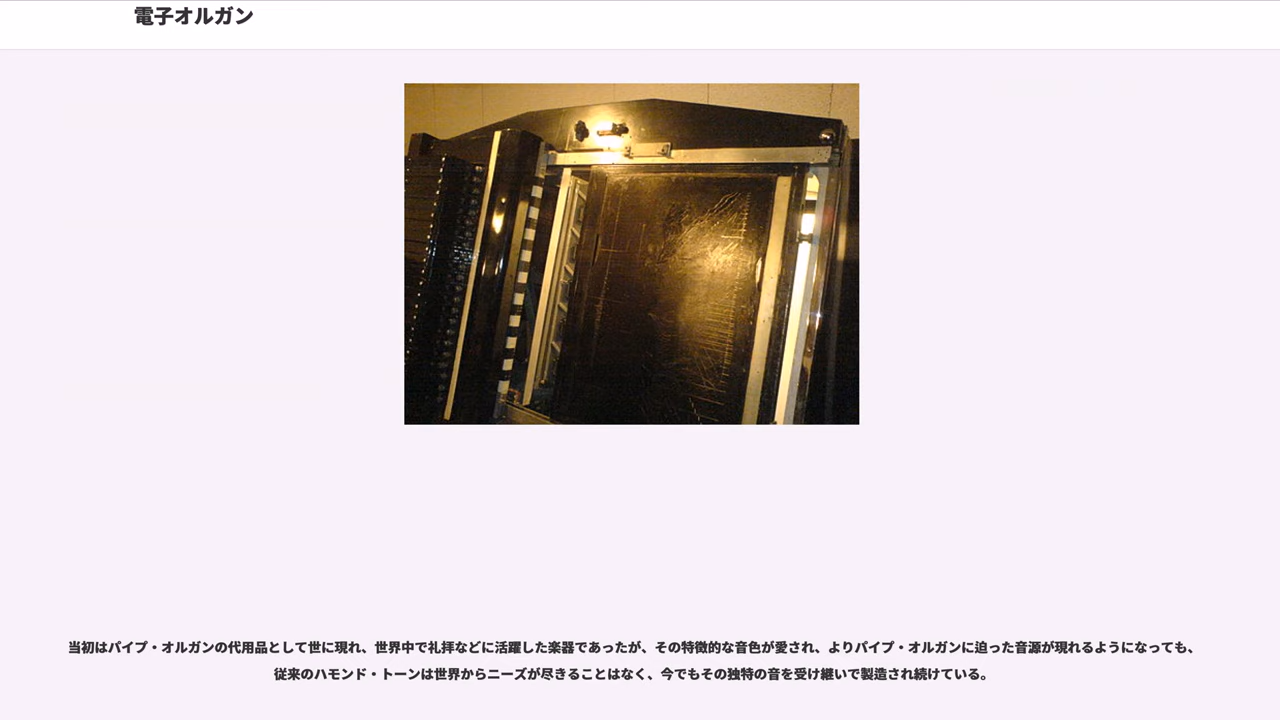 電子オルガン
当初はパイプ・オルガンの代用品として世に現れ、世界中で礼拝などに活躍した楽器であったが、その特徴的な音色が愛され、よりパイプ・オルガンに迫った音源が現れるようになっても、
従来のハモンド・トーンは世界からニーズが尽きることはなく、今でもその独特の音を受け継いで製造され続けている。